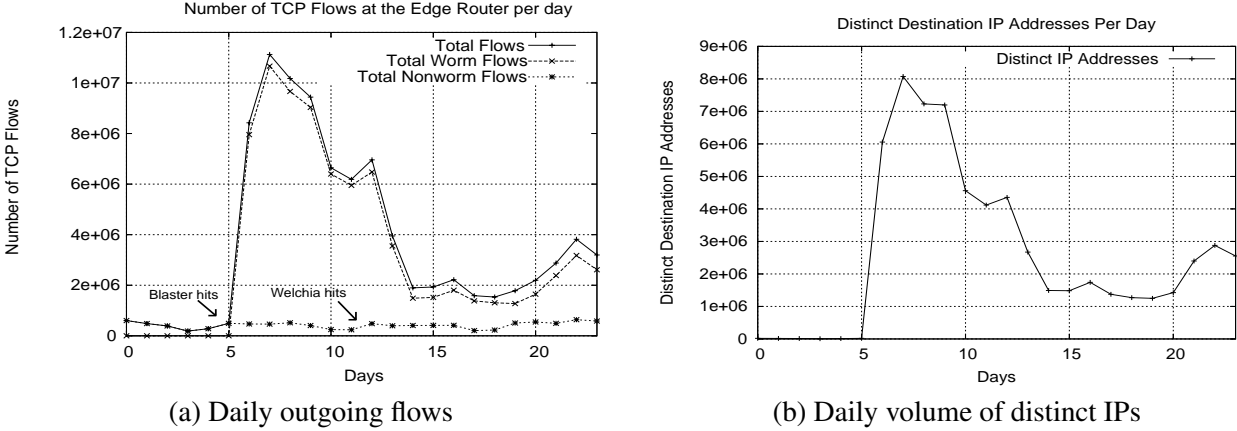 Number of TCP Flows at the Edge Router per day
1.2e+07
1e+07
8e+06
6e+06
4e+06
2e+06
0
Number of TCP Flows
Total Flows
Total Worm Flows
Total Nonworm Flows
Blaster hits
Welchia hits
0 5 10 15 20
Days
(a) Daily outgoing flows
Distinct Destination IP Addresses Per Day
9e+06
8e+06
7e+06
6e+06
5e+06
4e+06
3e+06
2e+06
1e+06
0
Distinct Destination IP Addresses
Distinct IP Addresses
0 5 10 15 20
Days
(b) Daily volume of distinct IPs